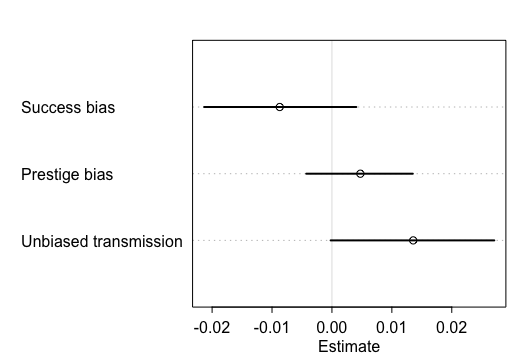 Success bias
Prestige bias
Unbiased transmission
-0.02 -0.01 0.00 0.01 0.02
Estimate